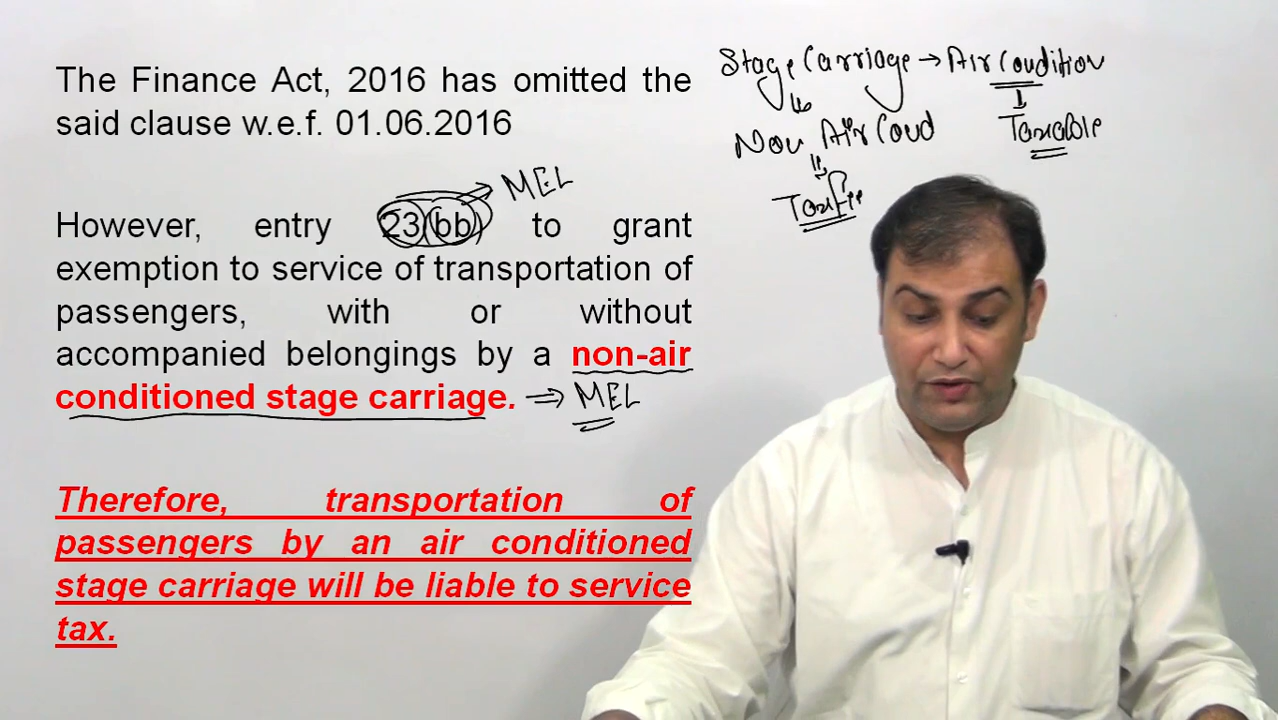 The Finance Act, 2016 has omitted the
said clause w.e.f. 01.06.2016
However, entry 23(bb) to grant
exemption to service of transportation of
passengers, with or without
accompanied belongings by a non-air
conditioned stage carriage. ⇒ MEL
Therefore, transportation of
passengers by an air conditioned
stage carriage will be liable to service
tax.
MEL
Stage Carriage → Air Condition
Non Air Cond
Taxable
Taxfree